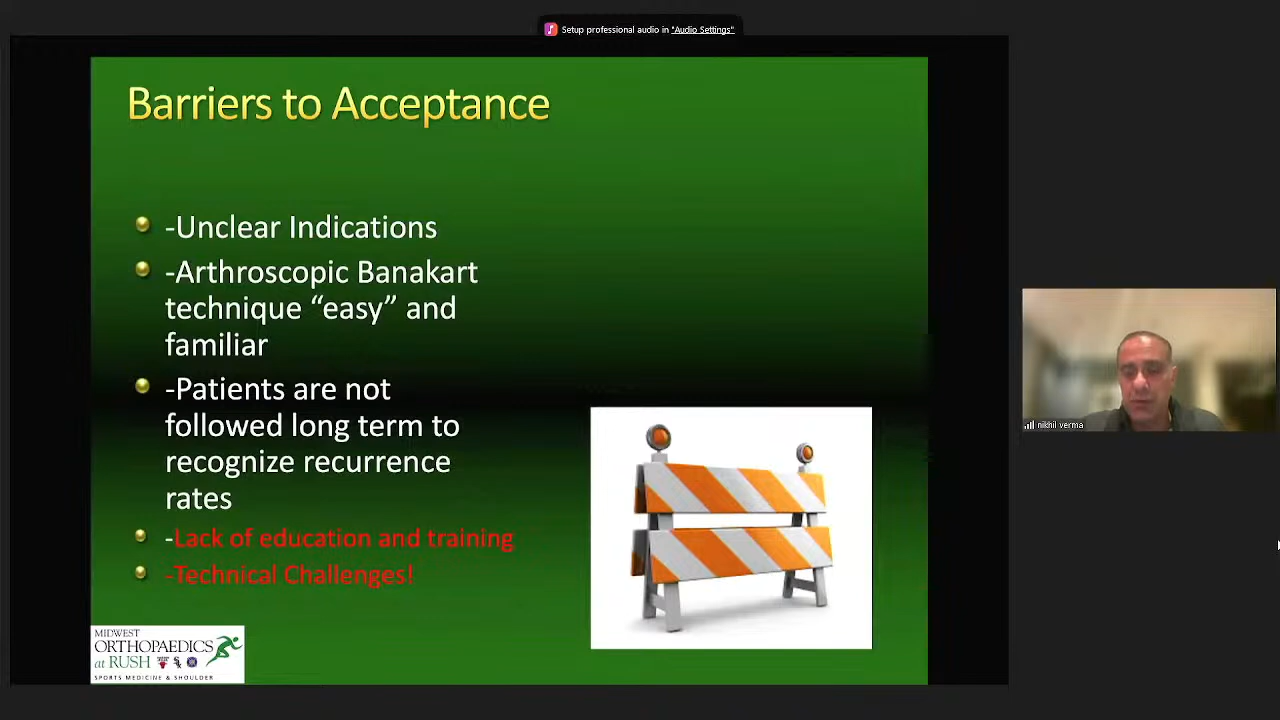 Setup professional audio in "Audio Settings"
Barriers to Acceptance
-Unclear Indications
-Arthroscopic Banakart
technique “easy” and
familiar
-Patients are not
followed long term to
recognize recurrence
rates
-Lack of education and training
-Technical Challenges!
MIDWEST
ORTHOPAEDICS
at RUSH
SPORTS MEDICINE & SHOULDER
nikhil verma